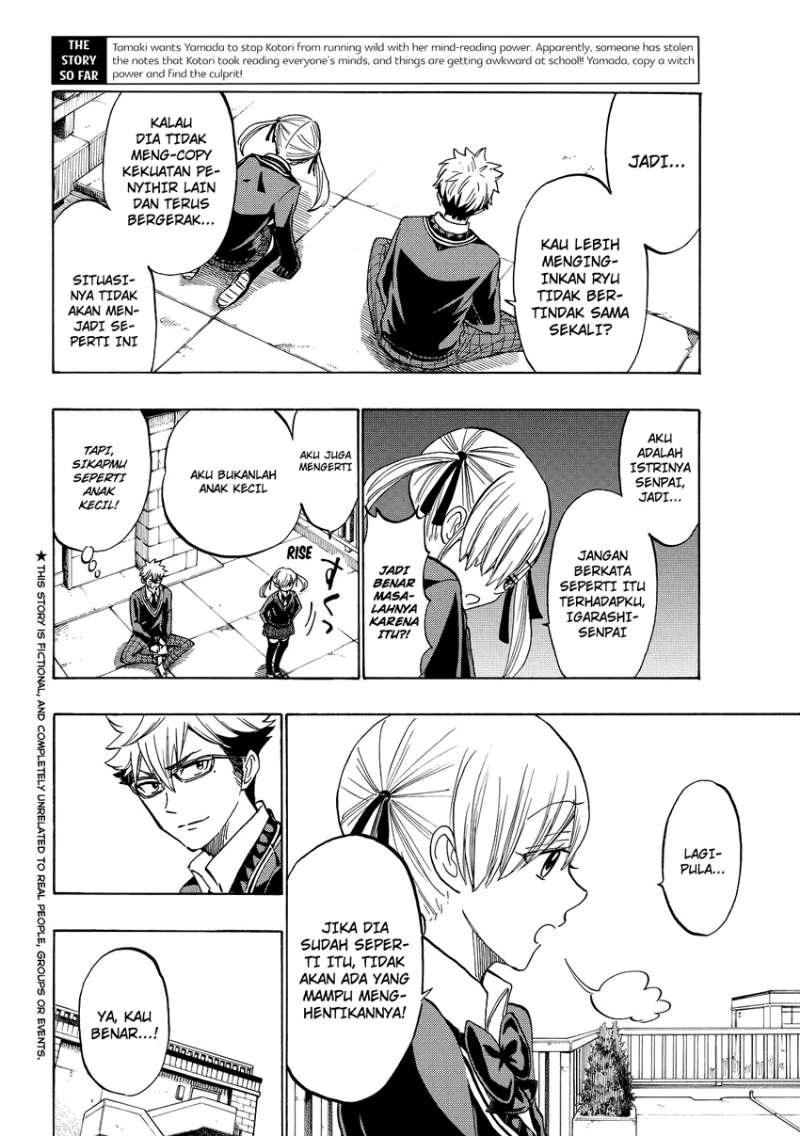 THE
STORY
SO FAR
Tamaki wants Yamada to stop Kotori from running wild with her mind-reading power. Apparently, someone has stolen
the notes that Kotori took reading everyone's minds, and things are getting awkward at school!! Yamada, copy a witch
power and find the culprit!
JADI...
KAU LEBIH
MENGING-
INKAN RYU
TIDAK BER-
TINDAK SAMA
SEKALI?
KALAU
DIA TIDAK
MENG-COPY
KEKUATAN PE-
NYIHIR LAIN
DAN TERUS
BERGERAK...
SITUASI-
NYA TIDAK
AKAN MEN-
JADI SE-
PERTI INI
AKU
ADALAH
ISTRINYA
SENPAI,
JADI...
JANGAN
BERKATA
SEPERTI ITU
TERHADAPKU,
IGARASHI-
SENPAI
JADI
BENAR
MASA-
LAHNYA
KARENA
ITU?!
AKU JUGA
MENGERTI
AKU BUKANLAH
ANAK KECIL
TAPI,
SIKAPMU
SEPERTI
ANAK
KECIL!
RISE
すくっ
LAGI-
PULA...
JIKA DIA
SUDAH SEPER-
TI ITU, TIDAK
AKAN ADA YANG
MAMPU MENG-
HENTIKANNYA!
YA, KAU
BENAR...!
★ THIS STORY IS FICTIONAL, AND COMPLETELY UNRELATED TO REAL PEOPLE, GROUPS OR EVENTS.